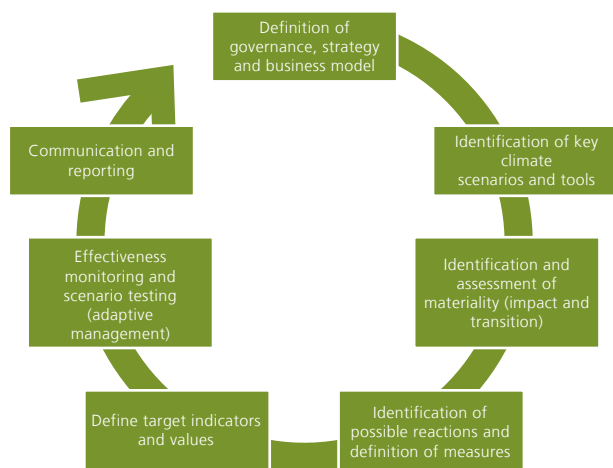 Definition of
governance, strategy
and business model
Identification of key
climate
scenarios and tools
Identification and
assessment of
materiality (impact and
transition)
Identification of
possible reactions and
definition of measures
Define target indicators
and values
Effectiveness
monitoring and
scenario testing
(adaptive
management)
Communication and
reporting